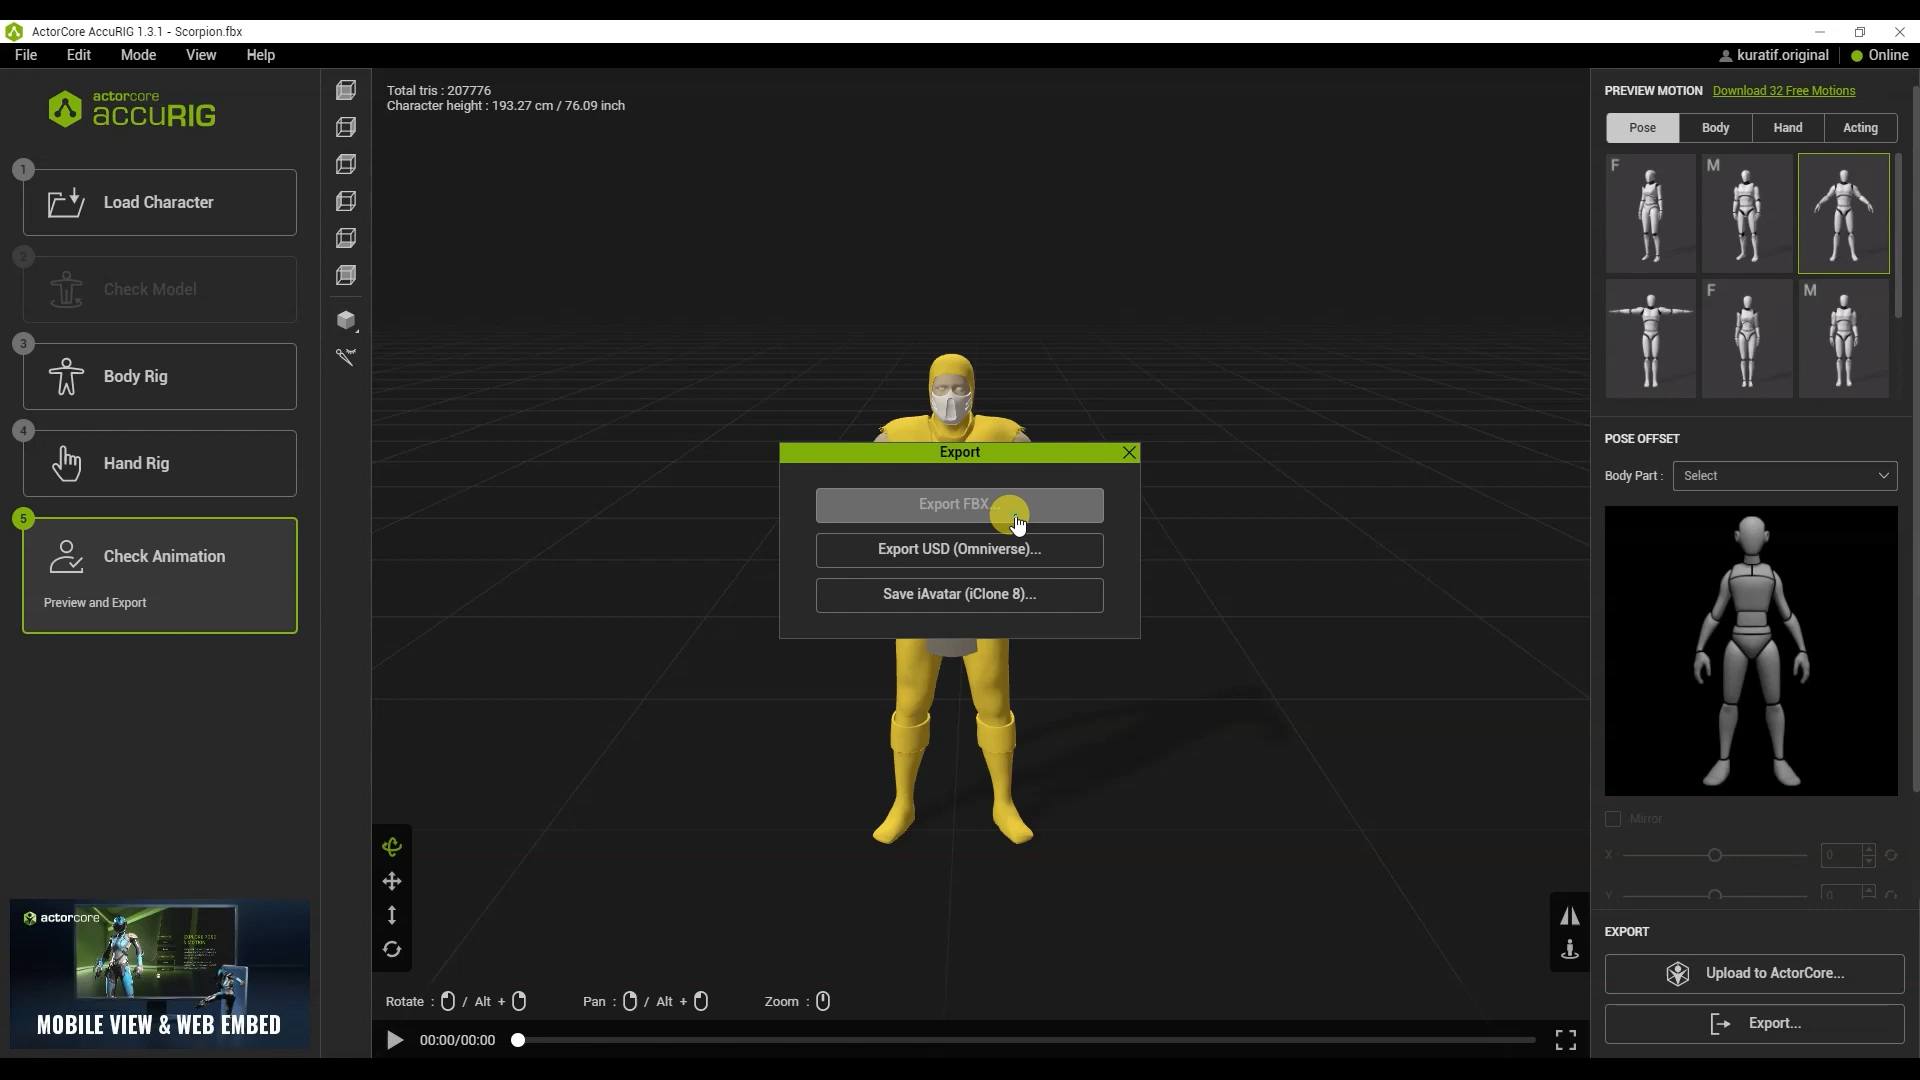 ActorCore AccuRIG 1.3.1 - Scorpion.fbx
File Edit Mode View Help
kuratif.original
Online
actorcore
accuRIG
1
Load Character
2
Check Model
3
Body Rig
4
Hand Rig
5
Check Animation
Preview and Export
actorcore
MOBILE VIEW & WEB EMBED
Total tris : 207776
Character height : 193.27 cm / 76.09 inch
Export
Export FBX...
Export USD (Omniverse)...
Save iAvatar (iClone 8)...
Rotate : / Alt + Pan : / Alt + Zoom :
00:00/00:00
PREVIEW MOTION Download 32 Free Motions
Pose Body Hand Acting
F M
F M
POSE OFFSET
Body Part : Select
Mirror
X 0
Y 0
EXPORT
Upload to ActorCore...
Export...